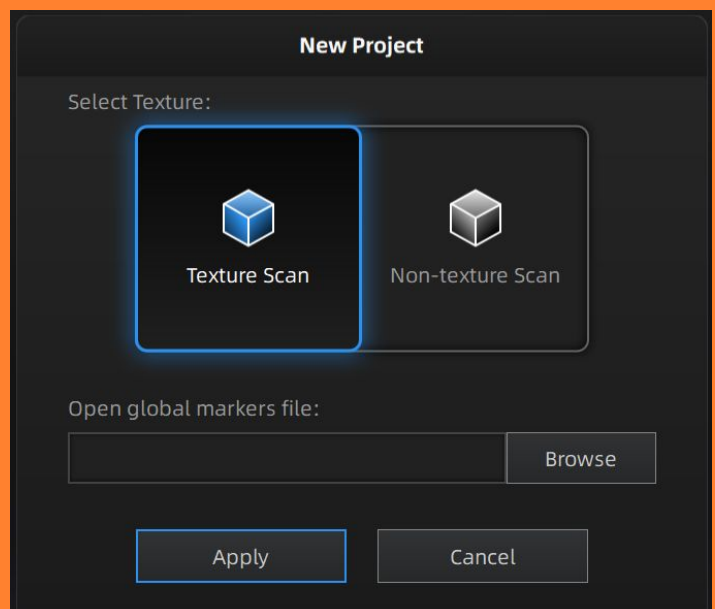 New Project
Select Texture:
Texture Scan
Non-texture Scan
Open global markers file:
Browse
Apply
Cancel